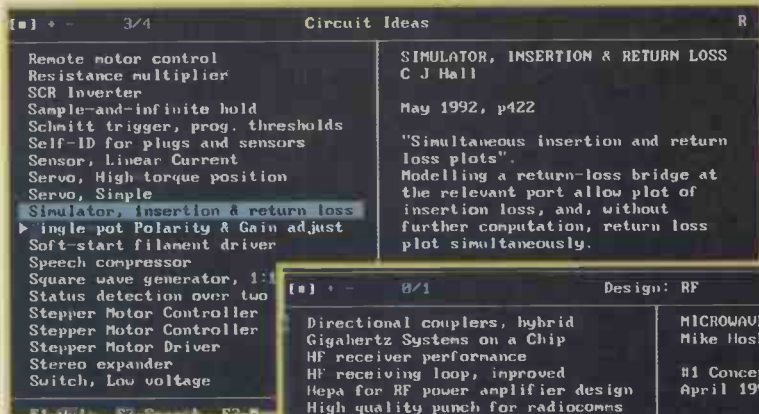 [■] + - 3/4 Circuit Ideas R
Remote motor control
Resistance multiplier
SCR Inverter
Sample-and-infinite hold
Schmitt trigger, prog. thresholds
Self-ID for plugs and sensors
Sensor, Linear Current
Servo, High torque position
Servo, Simple
Simulator, insertion & return loss
▶ ingle pot Polarity & Gain adjust
Soft-start filament driver
Speech compressor
Square wave generator, 1:1
Status detection over two
Stepper Motor Controller
Stepper Motor Controller
Stepper Motor Driver
Stereo expander
Switch, Low voltage
SIMULATOR, INSERTION & RETURN LOSS
C J Hall
May 1992, p422
"Simultaneous insertion and return
loss plots".
Modelling a return-loss bridge at
the relevant port allow plot of
insertion loss, and, without
further computation, return loss
plot simultaneously.
[■] + - 0/1 Design: RF
Directional couplers, hybrid
Gigahertz Systems on a Chip
HF receiver performance
HF receiving loop, improved
Hepa for RF power amplifier design
High quality punch for radiocomms
MICROWAV
Mike Hos
#1 Conce
April 19